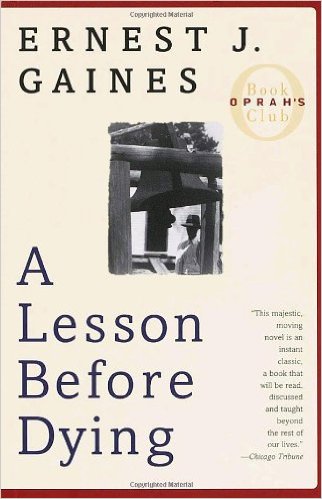 ERNEST J.
GAINES
Book
OPRAH'S
Club
A
Lesson
Before
Dying
"This majestic,
moving
novel is an
instant
classic,
a book that
will be read,
discussed
and taught
beyond
the rest of
our lives."
—Chicago Tribune